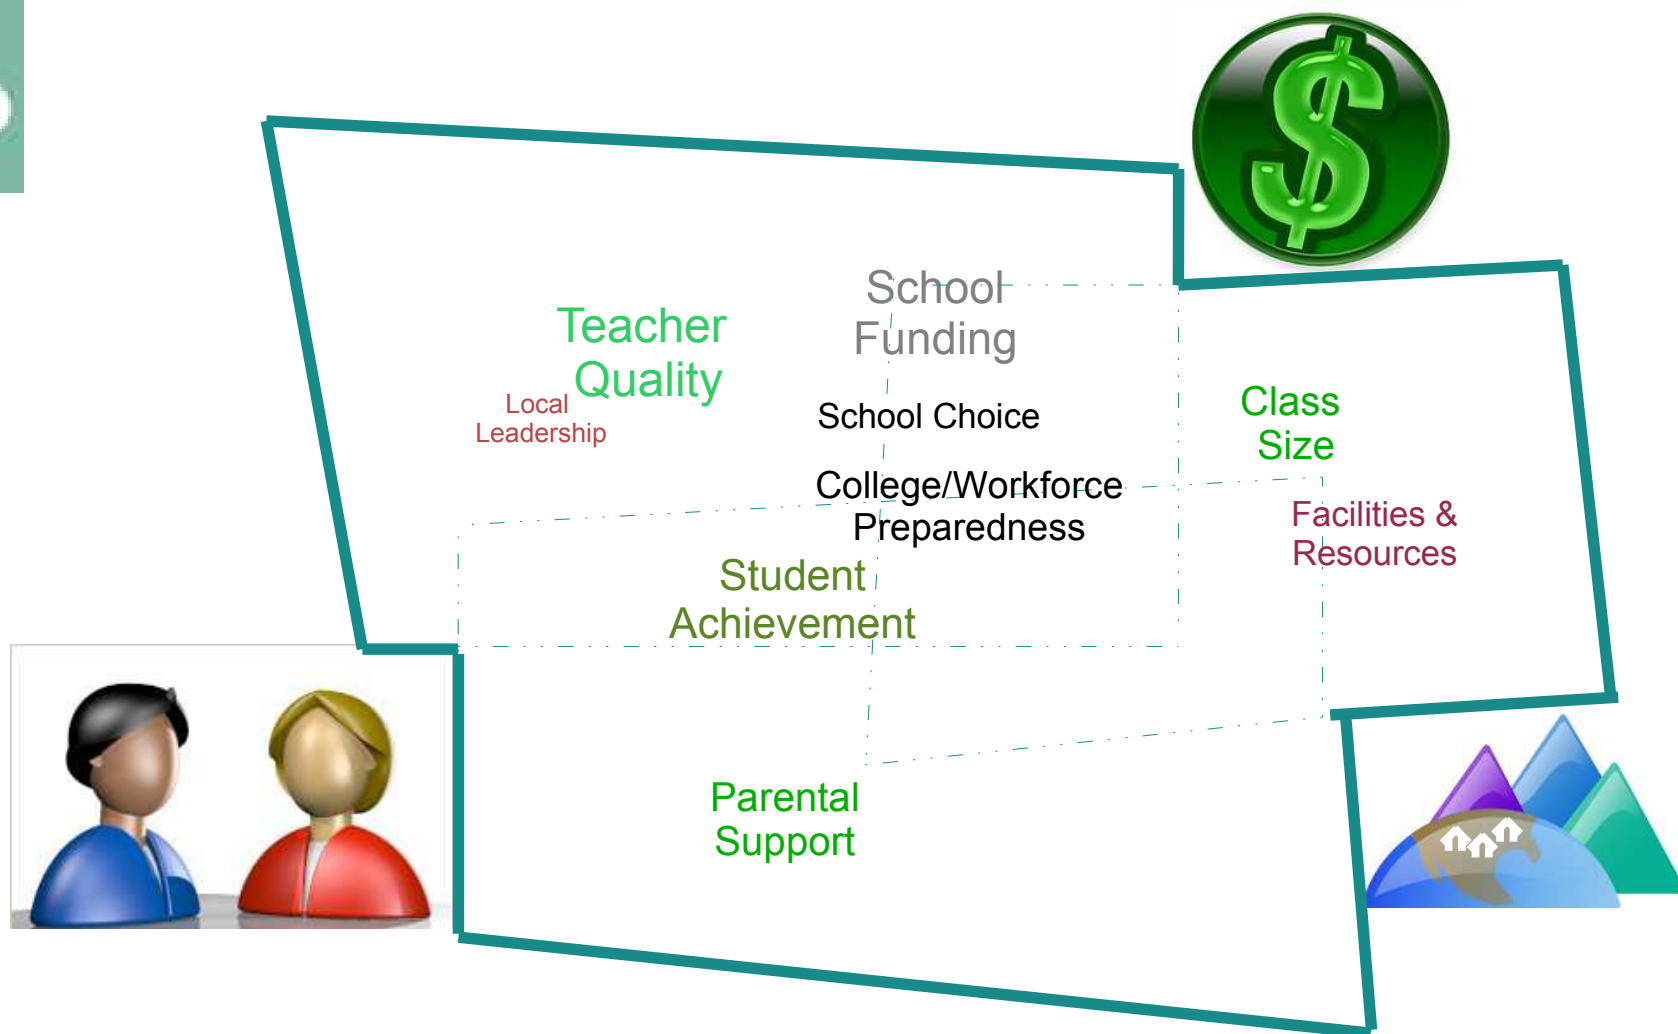 School
Funding
Teacher
Quality
Local
Leadership
School Choice
Class
Size
College/Workforce
Preparedness
Facilities &
Resources
Student
Achievement
Parental
Support
$